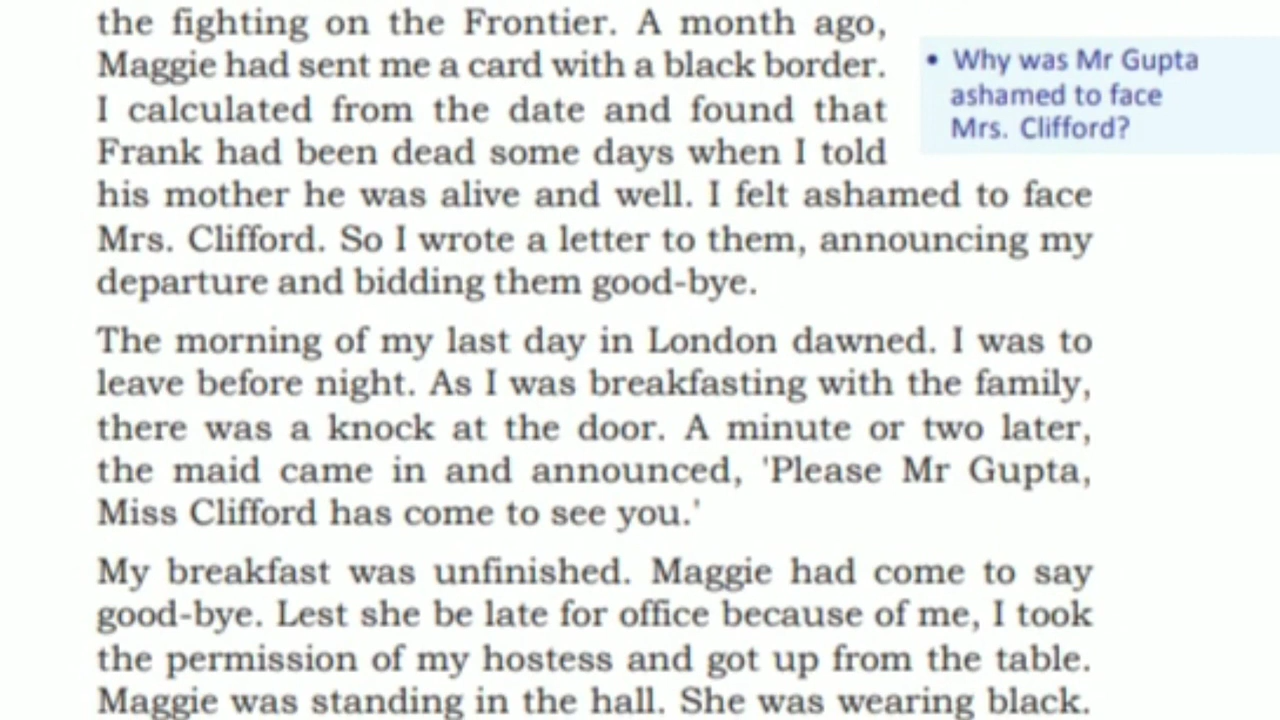 the fighting on the Frontier. A month ago,
Maggie had sent me a card with a black border.
I calculated from the date and found that
Frank had been dead some days when I told
his mother he was alive and well. I felt ashamed to face
Mrs. Clifford. So I wrote a letter to them, announcing my
departure and bidding them good-bye.
• Why was Mr Gupta
ashamed to face
Mrs. Clifford?
The morning of my last day in London dawned. I was to
leave before night. As I was breakfasting with the family,
there was a knock at the door. A minute or two later,
the maid came in and announced, 'Please Mr Gupta,
Miss Clifford has come to see you.'
My breakfast was unfinished. Maggie had come to say
good-bye. Lest she be late for office because of me, I took
the permission of my hostess and got up from the table.
Maggie was standing in the hall. She was wearing black.